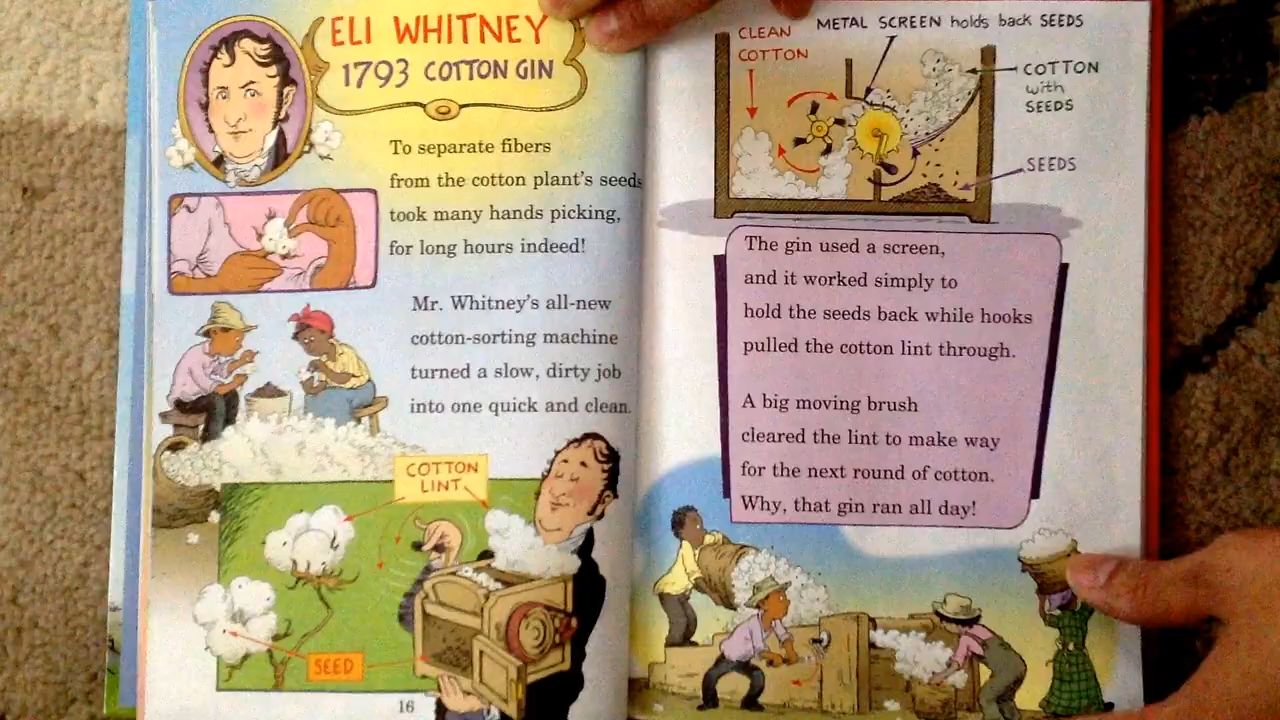 ELI WHITNEY
1793 COTTON GIN
To separate fibers
from the cotton plant's seeds
took many hands picking,
for long hours indeed!
Mr. Whitney's all-new
cotton-sorting machine
turned a slow, dirty job
into one quick and clean.
COTTON
LINT
SEED
16
METAL SCREEN holds back SEEDS
CLEAN
COTTON
COTTON
with
SEEDS
SEEDS
The gin used a screen,
and it worked simply to
hold the seeds back while hooks
pulled the cotton lint through.
A big moving brush
cleared the lint to make way
for the next round of cotton.
Why, that gin ran all day!